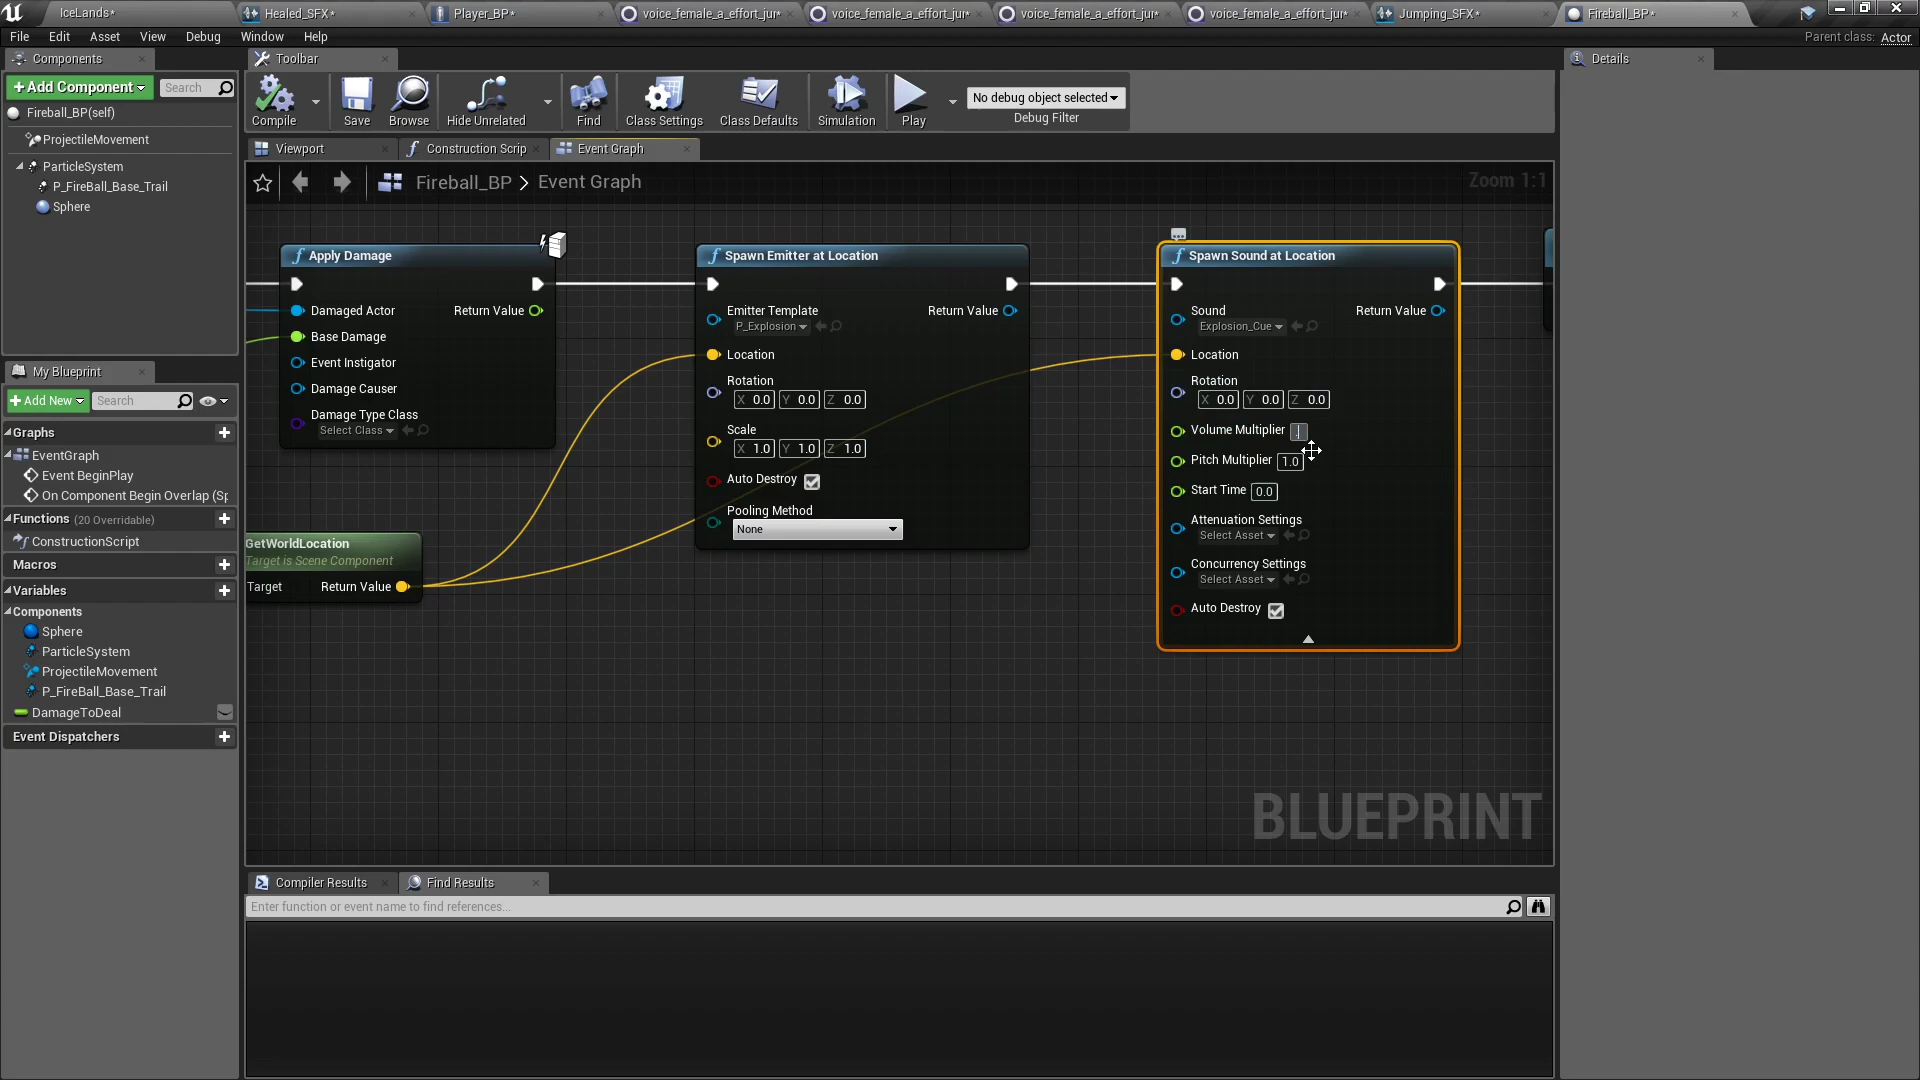 IceLands*
Healed_SFX*
Player_BP*
voice_female_a_effort_jur*
voice_female_a_effort_jur*
voice_female_a_effort_jur*
voice_female_a_effort_jur*
Jumping_SFX*
Fireball_BP*
File Edit Asset View Debug Window Help
Parent class: Actor
Components
Toolbar
Details
+Add Component
Search
Compile
Save
Browse
Hide Unrelated
Find
Class Settings
Class Defaults
Simulation
Play
No debug object selected
Debug Filter
Fireball_BP(self)
ProjectileMovement
ParticleSystem
P_FireBall_Base_Trail
Sphere
Viewport
Construction Scrip
Event Graph
Fireball_BP > Event Graph
Zoom 1:1
Apply Damage
Damaged Actor
Return Value
Base Damage
Event Instigator
Damage Causer
Damage Type Class
Select Class
Spawn Emitter at Location
Emitter Template
P_Explosion
Return Value
Location
Rotation
X 0.0 Y 0.0 Z 0.0
Scale
X 1.0 Y 1.0 Z 1.0
Auto Destroy
Pooling Method
None
Spawn Sound at Location
Sound
Explosion_Cue
Return Value
Location
Rotation
X 0.0 Y 0.0 Z 0.0
Volume Multiplier
Pitch Multiplier 1.0
Start Time 0.0
Attenuation Settings
Select Asset
Concurrency Settings
Select Asset
Auto Destroy
GetWorldLocation
Target is Scene Component
Target
Return Value
BLUEPRINT
My Blueprint
+Add New
Search
Graphs
EventGraph
Event BeginPlay
On Component Begin Overlap (Sp
Functions (20 Overridable)
ConstructionScript
Macros
Variables
Components
Sphere
ParticleSystem
ProjectileMovement
P_FireBall_Base_Trail
DamageToDeal
Event Dispatchers
Compiler Results
Find Results
Enter function or event name to find references...